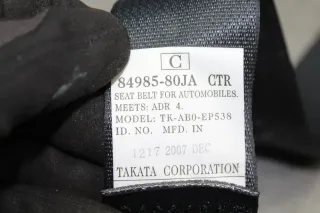 C
84985-80JA CTR
SEAT BELT FOR AUTOMOBILES.
MEETS: ADR 4.
MODEL: TK-AB0-EP538
ID. NO. MFD. IN
1217 2007 DEC
TAKATA CORPORATION